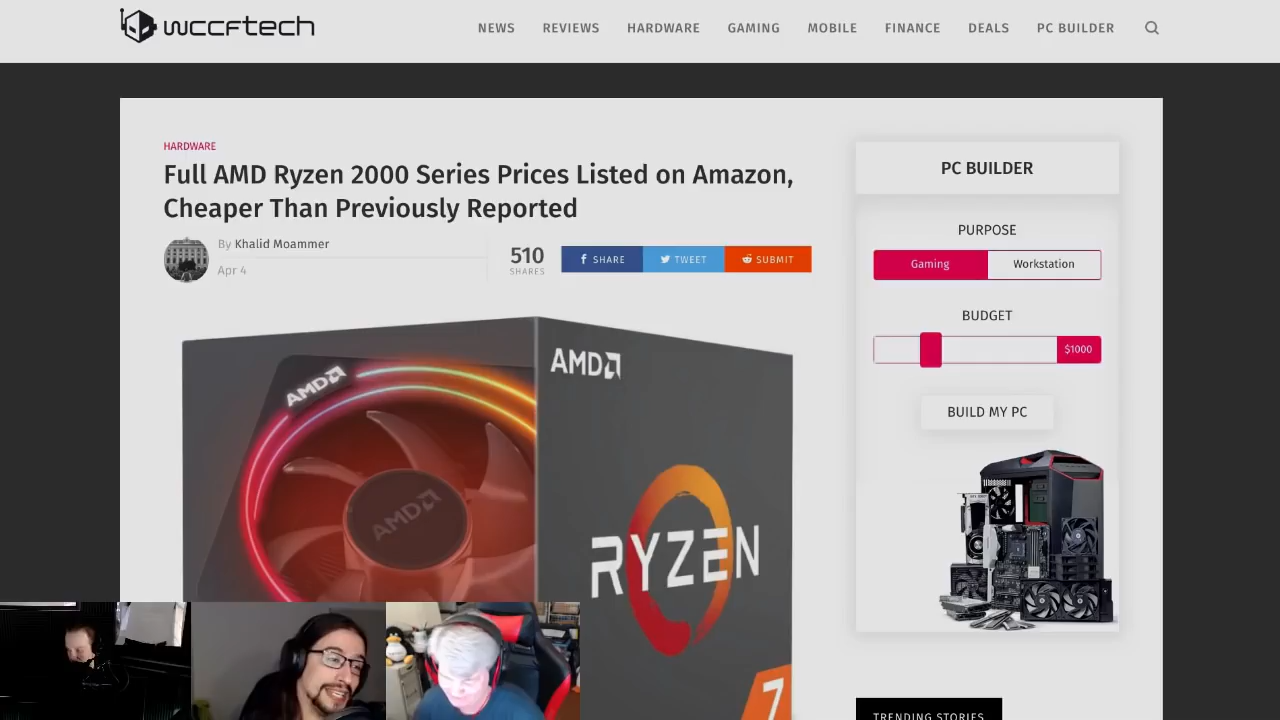 wccftech
NEWS
REVIEWS
HARDWARE
GAMING
MOBILE
FINANCE
DEALS
PC BUILDER
HARDWARE
Full AMD Ryzen 2000 Series Prices Listed on Amazon,
Cheaper Than Previously Reported
By Khalid Moammer
Apr 4
510
SHARES
SHARE
TWEET
SUBMIT
AMD
AMD
AMD
RYZEN
7
PC BUILDER
PURPOSE
Gaming
Workstation
BUDGET
$1000
BUILD MY PC
TRENDING STORIES